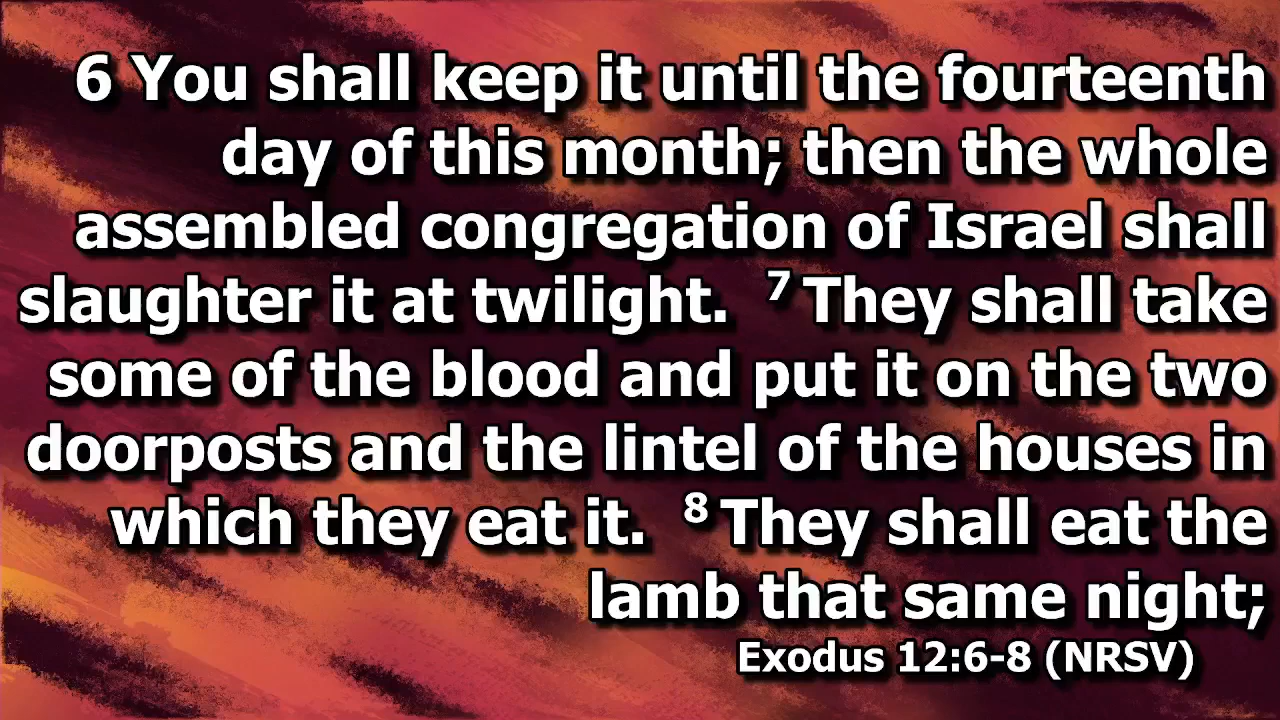 6 You shall keep it until the fourteenth
day of this month; then the whole
assembled congregation of Israel shall
slaughter it at twilight. 7 They shall take
some of the blood and put it on the two
doorposts and the lintel of the houses in
which they eat it. 8 They shall eat the
lamb that same night;
Exodus 12:6-8 (NRSV)